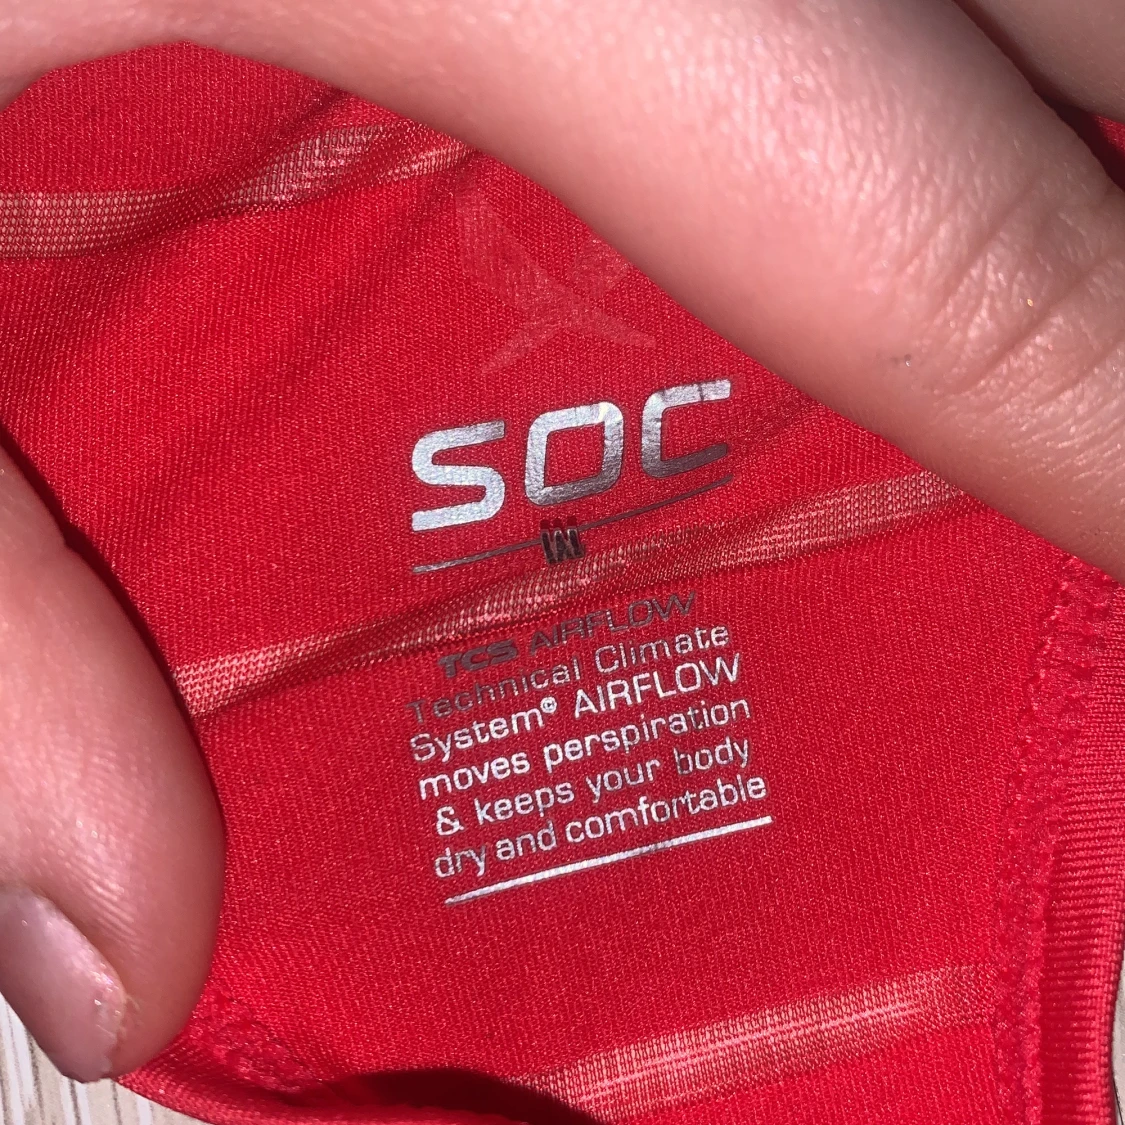 SOC
M
TCS AIRFLOW
Technical Climate
System© AIRFLOW
moves perspiration
& keeps your body
dry and comfortable